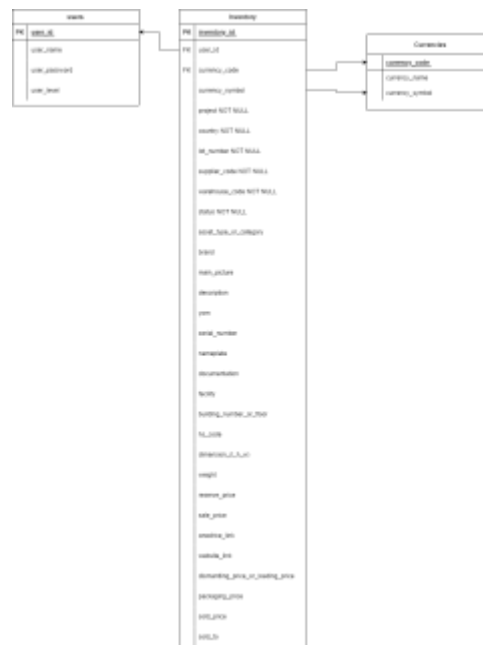 Users
PK user_id
user_name
user_password
user_level
Inventory
PK inventory_id
FK user_id
FK currency_code
currency_symbol
project NOT NULL
country NOT NULL
lot_number NOT NULL
supplier_code NOT NULL
warehouse_code NOT NULL
status NOT NULL
asset_type_or_category
brand
main_picture
description
year
serial_number
nameplate
documentation
facility
building_number_or_floor
hs_code
weight
reserve_price
sale_price
website_link
dismantling_price_or_loading_price
packaging_price
sold_price
sold_to
Currencies
currency_code
currency_name
currency_symbol